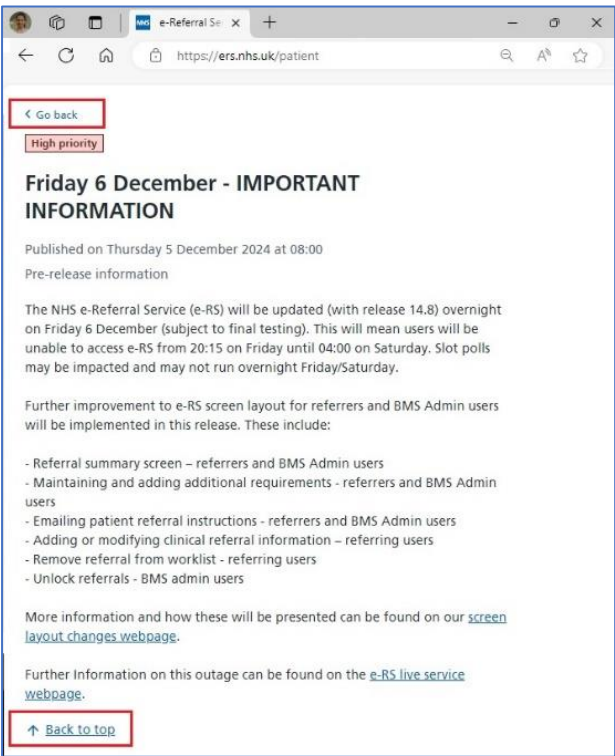 NHS e-Referral Se
https://ers.nhs.uk/patient
Go back
High priority
Friday 6 December - IMPORTANT
INFORMATION
Published on Thursday 5 December 2024 at 08:00
Pre-release information
The NHS e-Referral Service (e-RS) will be updated (with release 14.8) overnight
on Friday 6 December (subject to final testing). This will mean users will be
unable to access e-RS from 20:15 on Friday until 04:00 on Saturday. Slot polls
may be impacted and may not run overnight Friday/Saturday.
Further improvement to e-RS screen layout for referrers and BMS Admin users
will be implemented in this release. These include:
- Referral summary screen – referrers and BMS Admin users
- Maintaining and adding additional requirements - referrers and BMS Admin
users
- Emailing patient referral instructions - referrers and BMS Admin users
- Adding or modifying clinical referral information – referring users
- Remove referral from worklist - referring users
- Unlock referrals - BMS admin users
More information and how these will be presented can be found on our screen
layout changes webpage.
Further Information on this outage can be found on the e-RS live service
webpage.
Back to top